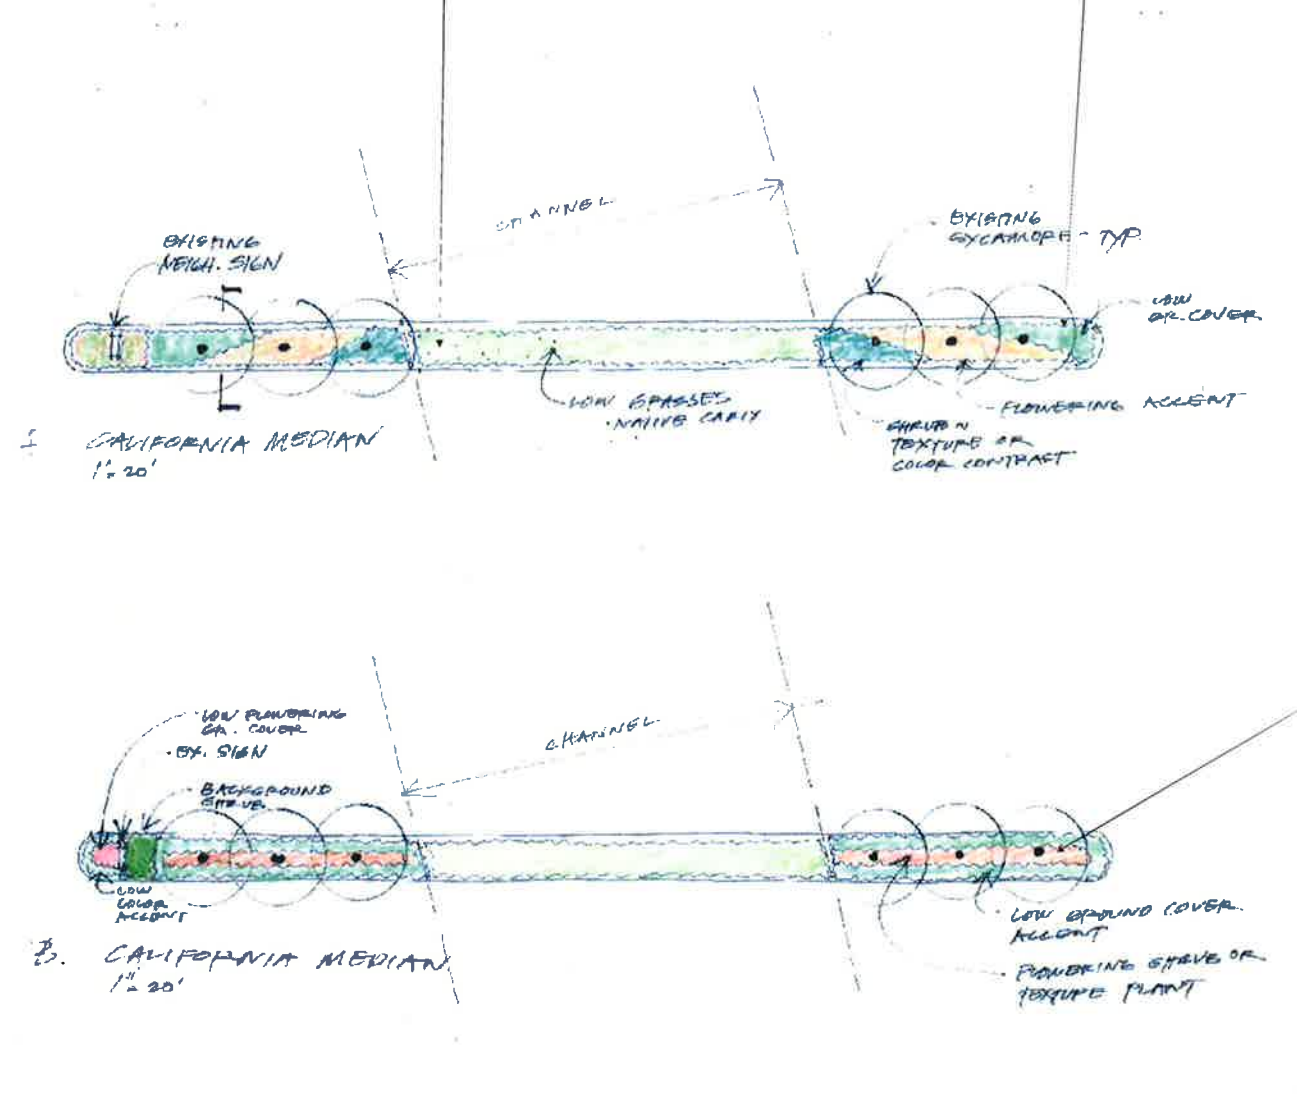 CHANNEL
EXISTING
NEIGH. SIGN
EXISTING
SYCAMORE - TYP.
LOW
GR. COVER
LOW GRASSES
NATIVE CAREX
FLOWERING ACCENT
SHRUB
TEXTURE OR
COLOR CONTRAST
CALIFORNIA MEDIAN
1"= 20'
LOW FLOWERING
GR. COVER
EX. SIGN
BACKGROUND
SHRUB
CHANNEL
LOW
COLOR
ACCENT
LOW GROUND COVER
ACCENT
FLOWERING SHRUB OR
TEXTURE PLANT
B. CALIFORNIA MEDIAN
1"= 20'